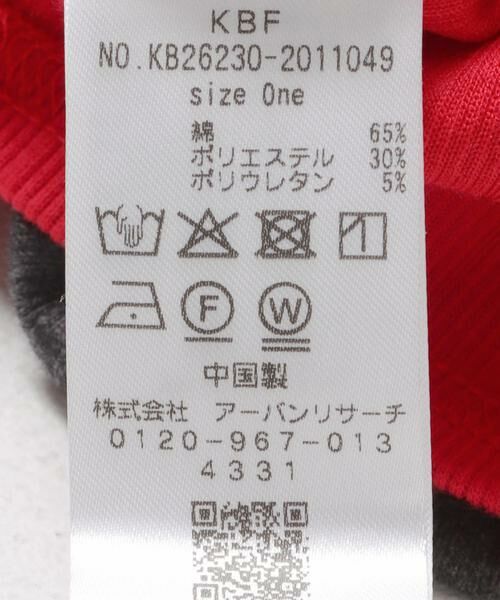 KBF
NO.KB26230-2011049
size One
綿 65%
ポリエステル 30%
ポリウレタン 5%
F W
中国製
株式会社 アーバンリサーチ
0120-967-013
4331